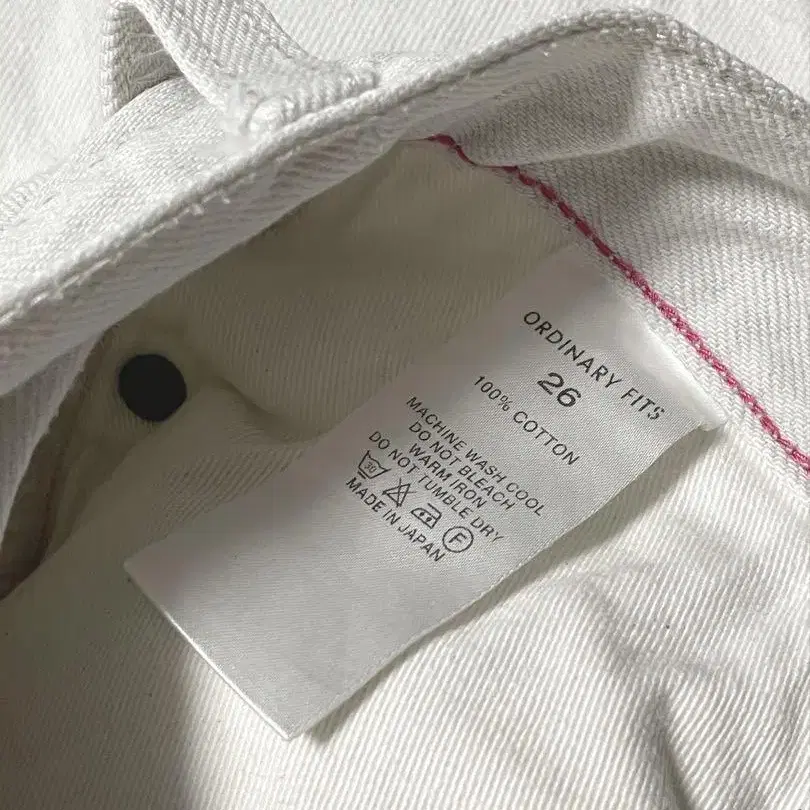 ORDINARY FITS
26
100% COTTON
MACHINE WASH COOL
DO NOT BLEACH
WARM IRON
DO NOT TUMBLE DRY
30 F
MADE IN JAPAN